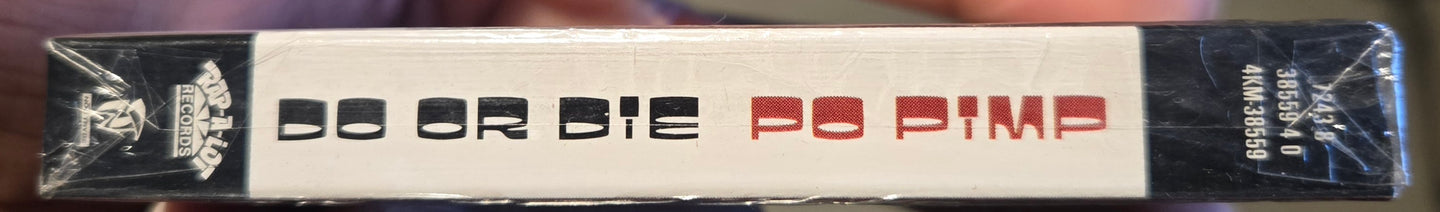 RAP-A-LOT
RECORDS
DO OR DIE PO PIMP
7243 8
38559 4 0
4KM-38559